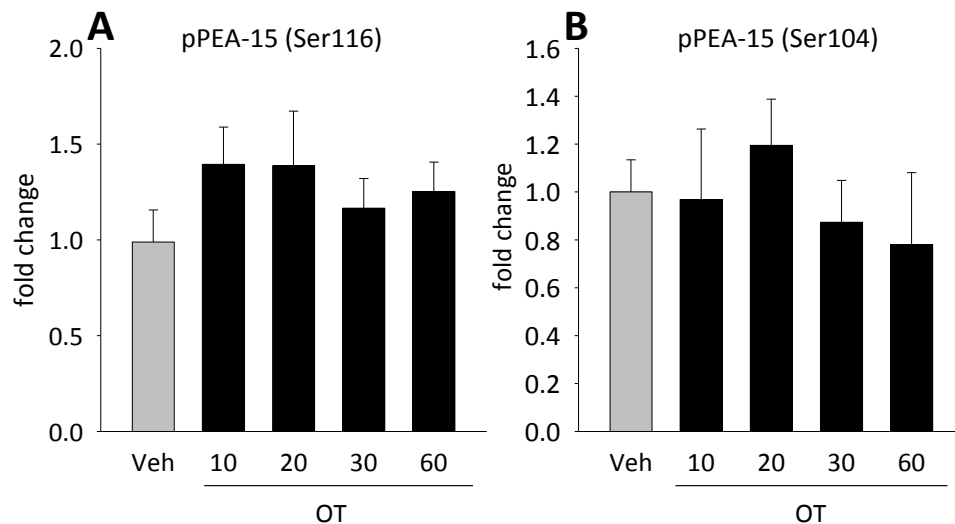 A
pPEA-15 (Ser116)
2.0
1.5
1.0
0.5
0.0
fold change
Veh 10 20 30 60
OT
B
pPEA-15 (Ser104)
1.6
1.4
1.2
1.0
0.8
0.6
0.4
0.2
0.0
fold change
Veh 10 20 30 60
OT